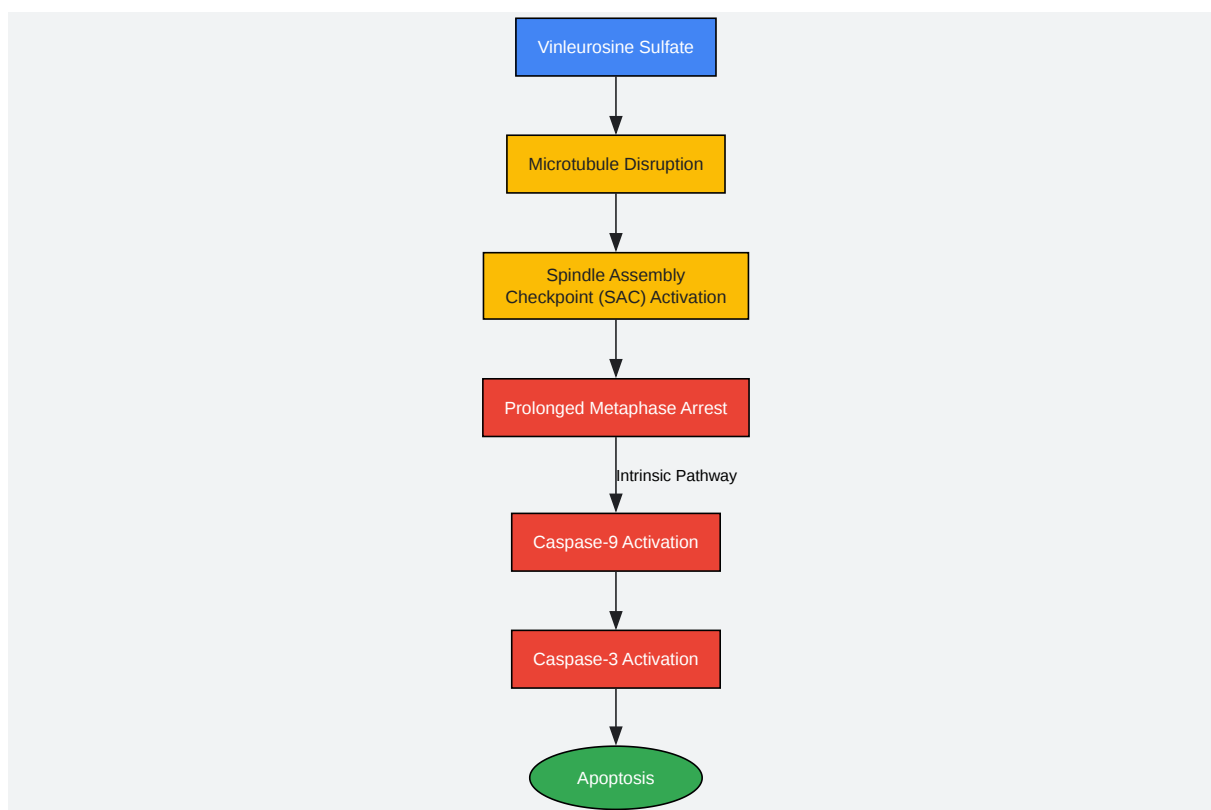 Vinleurosine Sulfate
Microtubule Disruption
Spindle Assembly
Checkpoint (SAC) Activation
Prolonged Metaphase Arrest
Intrinsic Pathway
Caspase-9 Activation
Caspase-3 Activation
Apoptosis